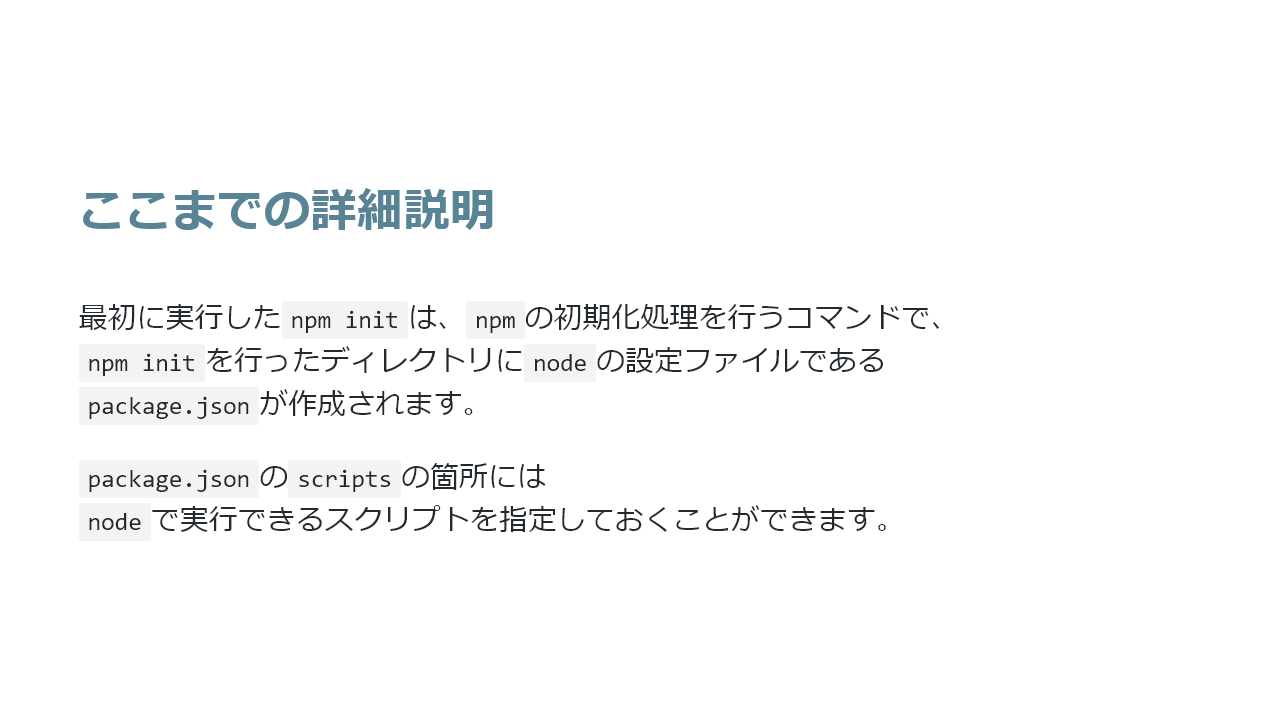 ここまでの詳細説明
最初に実行したnpm initは、npmの初期化処理を行うコマンドで、
npm initを行ったディレクトリにnodeの設定ファイルである
package.jsonが作成されます。
package.jsonのscriptsの箇所には
nodeで実行できるスクリプトを指定しておくことができます。